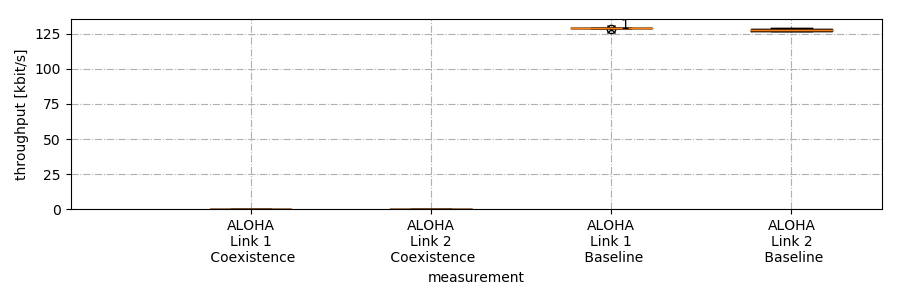 125
100
75
50
25
0
throughput [kbit/s]
1
ALOHA
Link 1
Coexistence
ALOHA
Link 2
Coexistence
ALOHA
Link 1
Baseline
ALOHA
Link 2
Baseline
measurement